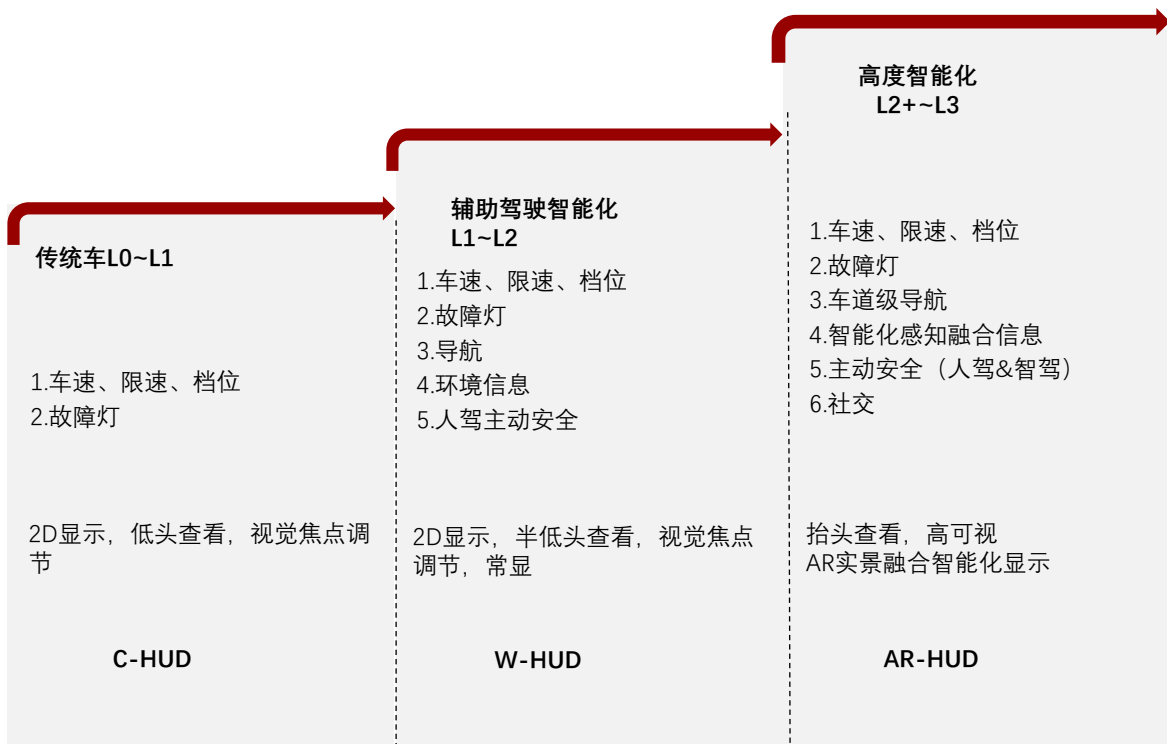 传统车L0~L1
1.车速、限速、档位
2.故障灯
2D显示，低头查看，视觉焦点调
节
C-HUD
辅助驾驶智能化
L1~L2
1.车速、限速、档位
2.故障灯
3.导航
4.环境信息
5.人驾主动安全
2D显示，半低头查看，视觉焦点
调节，常显
W-HUD
高度智能化
L2+~L3
1.车速、限速、档位
2.故障灯
3.车道级导航
4.智能化感知融合信息
5.主动安全（人驾&智驾）
6.社交
抬头查看，高可视
AR实景融合智能化显示
AR-HUD